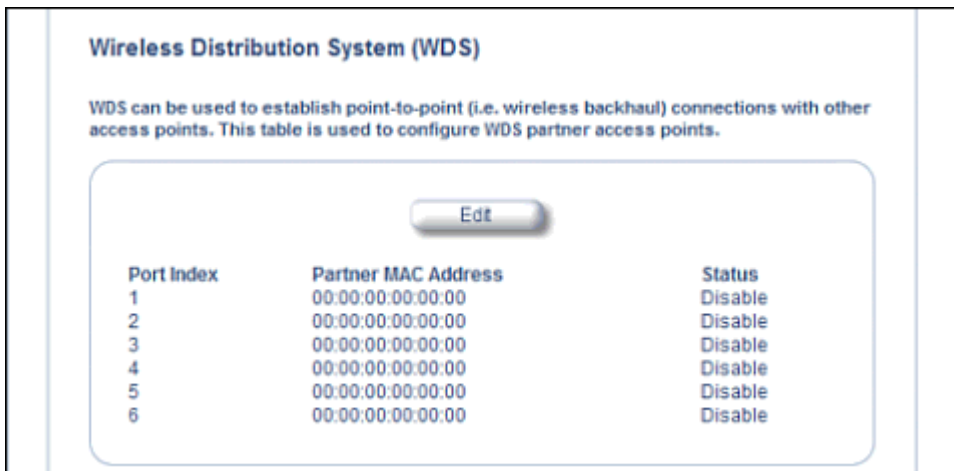 Wireless Distribution System (WDS)
WDS can be used to establish point-to-point (i.e. wireless backhaul) connections with other
access points. This table is used to configure WDS partner access points.
Edit
Port Index Partner MAC Address Status
1 00:00:00:00:00:00 Disable
2 00:00:00:00:00:00 Disable
3 00:00:00:00:00:00 Disable
4 00:00:00:00:00:00 Disable
5 00:00:00:00:00:00 Disable
6 00:00:00:00:00:00 Disable